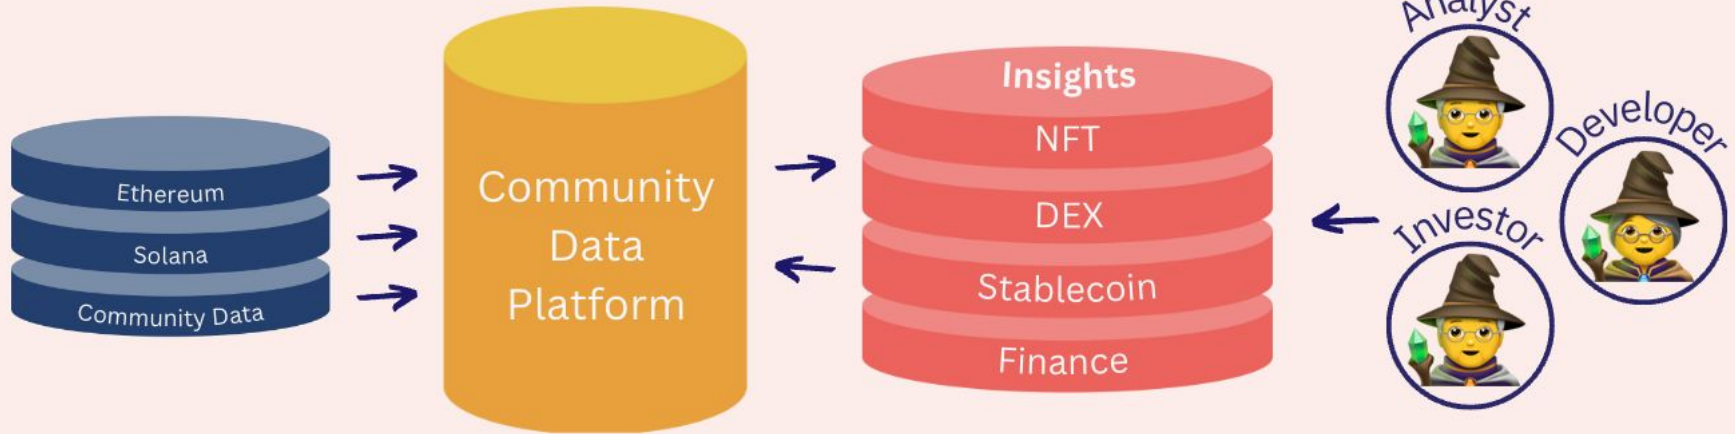 Ethereum
Solana
Community Data
Community
Data
Platform
Insights
NFT
DEX
Stablecoin
Finance
Analyst
Developer
Investor